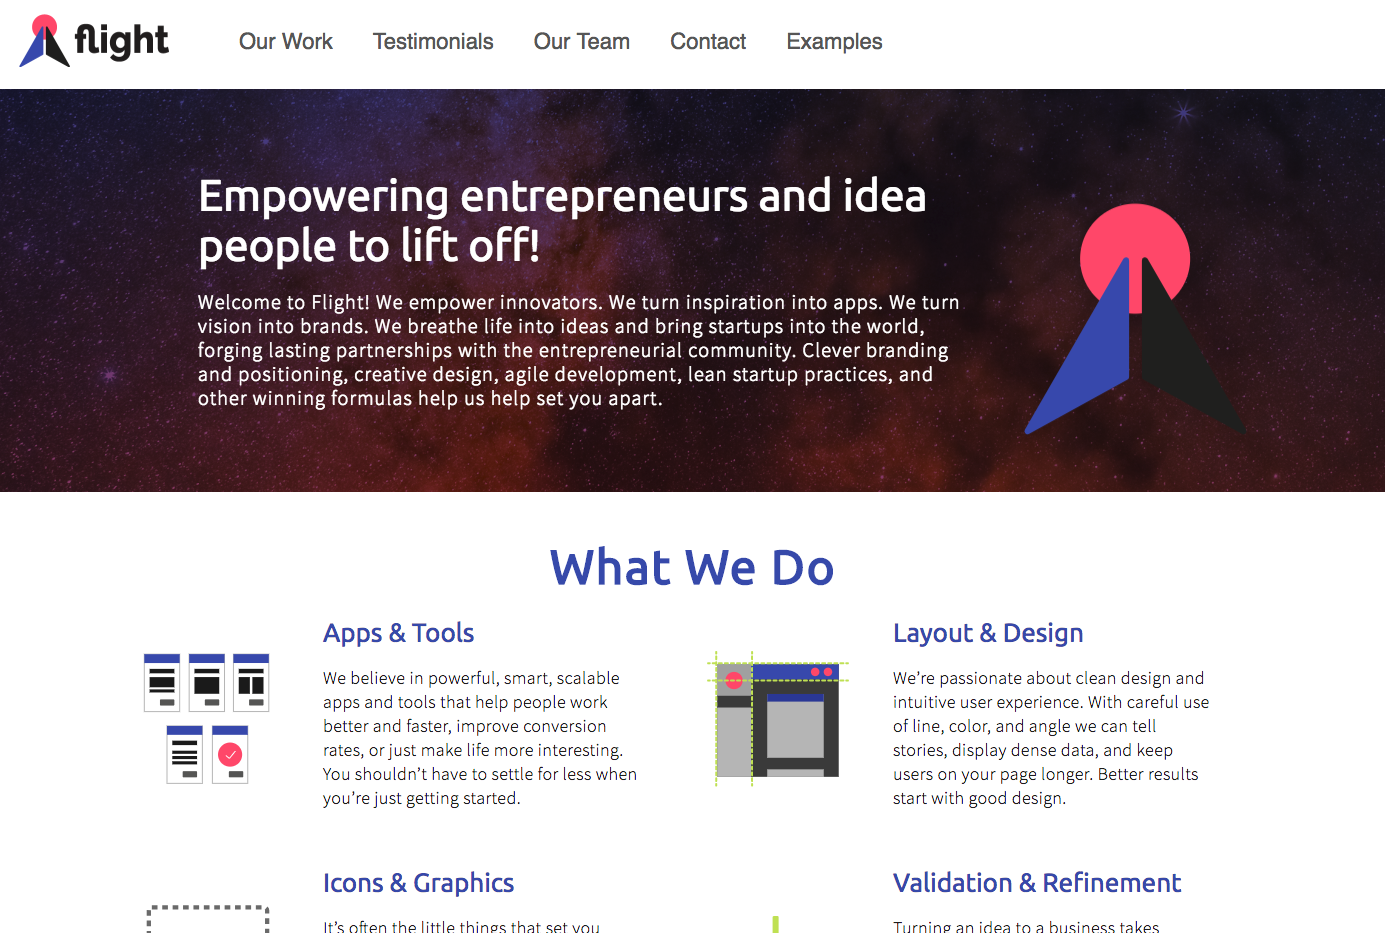 flight
Our Work
Testimonials
Our Team
Contact
Examples
Empowering entrepreneurs and idea
people to lift off!
Welcome to Flight! We empower innovators. We turn inspiration into apps. We turn
vision into brands. We breathe life into ideas and bring startups into the world,
forging lasting partnerships with the entrepreneurial community. Clever branding
and positioning, creative design, agile development, lean startup practices, and
other winning formulas help us help set you apart.
What We Do
Apps & Tools
We believe in powerful, smart, scalable
apps and tools that help people work
better and faster, improve conversion
rates, or just make life more interesting.
You shouldn’t have to settle for less when
you’re just getting started.
Layout & Design
We’re passionate about clean design and
intuitive user experience. With careful use
of line, color, and angle we can tell
stories, display dense data, and keep
users on your page longer. Better results
start with good design.
Icons & Graphics
It’s often the little things that set you
Validation & Refinement
Turning an idea to a business takes